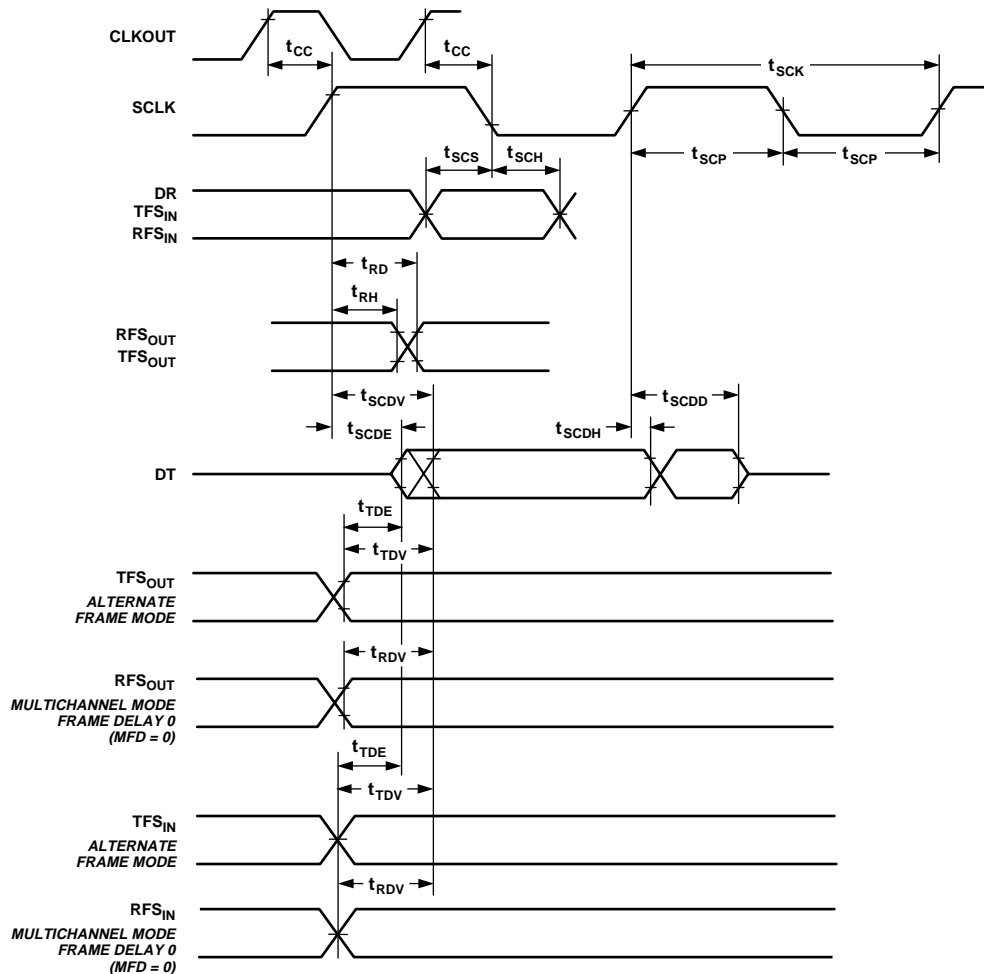 CLKOUT
tCC
tCC
tSCK
SCLK
tSCP
tSCP
tSCS
tSCH
DR
TFSIN
RFSIN
tRD
tRH
RFSOUT
TFSOUT
tSCDV
tSCDD
tSCDE
tSCDH
DT
tTDE
tTDV
TFSOUT
ALTERNATE
FRAME MODE
tRDV
RFSOUT
MULTICHANNEL MODE
FRAME DELAY 0
(MFD = 0)
tTDE
tTDV
TFSIN
ALTERNATE
FRAME MODE
tRDV
RFSIN
MULTICHANNEL MODE
FRAME DELAY 0
(MFD = 0)